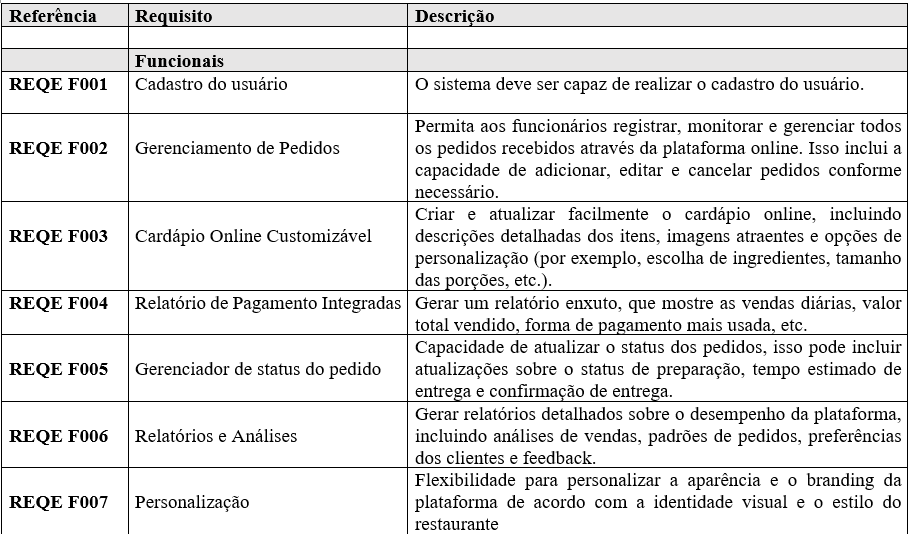 Referência Requisito Descrição
Funcionais
REQE F001 Cadastro do usuário O sistema deve ser capaz de realizar o cadastro do usuário.
Permita aos funcionários registrar, monitorar e gerenciar todos
REQE F002 Gerenciamento de Pedidos os pedidos recebidos através da plataforma online. Isso inclui a
capacidade de adicionar, editar e cancelar pedidos conforme
necessário.
Criar e atualizar facilmente o cardápio online, incluindo
REQE F003 Cardápio Online Customizável descrições detalhadas dos itens, imagens atraentes e opções de
personalização (por exemplo, escolha de ingredientes, tamanho
das porções, etc.).
REQE F004 Relatório de Pagamento Integradas Gerar um relatório enxuto, que mostre as vendas diárias, valor
total vendido, forma de pagamento mais usada, etc.
Capacidade de atualizar o status dos pedidos, isso pode incluir
REQE F005 Gerenciador de status do pedido atualizações sobre o status de preparação, tempo estimado de
entrega e confirmação de entrega.
Gerar relatórios detalhados sobre o desempenho da plataforma,
REQE F006 Relatórios e Análises incluindo análises de vendas, padrões de pedidos, preferências
dos clientes e feedback.
Flexibilidade para personalizar a aparência e o branding da
REQE F007 Personalização plataforma de acordo com a identidade visual e o estilo do
restaurante